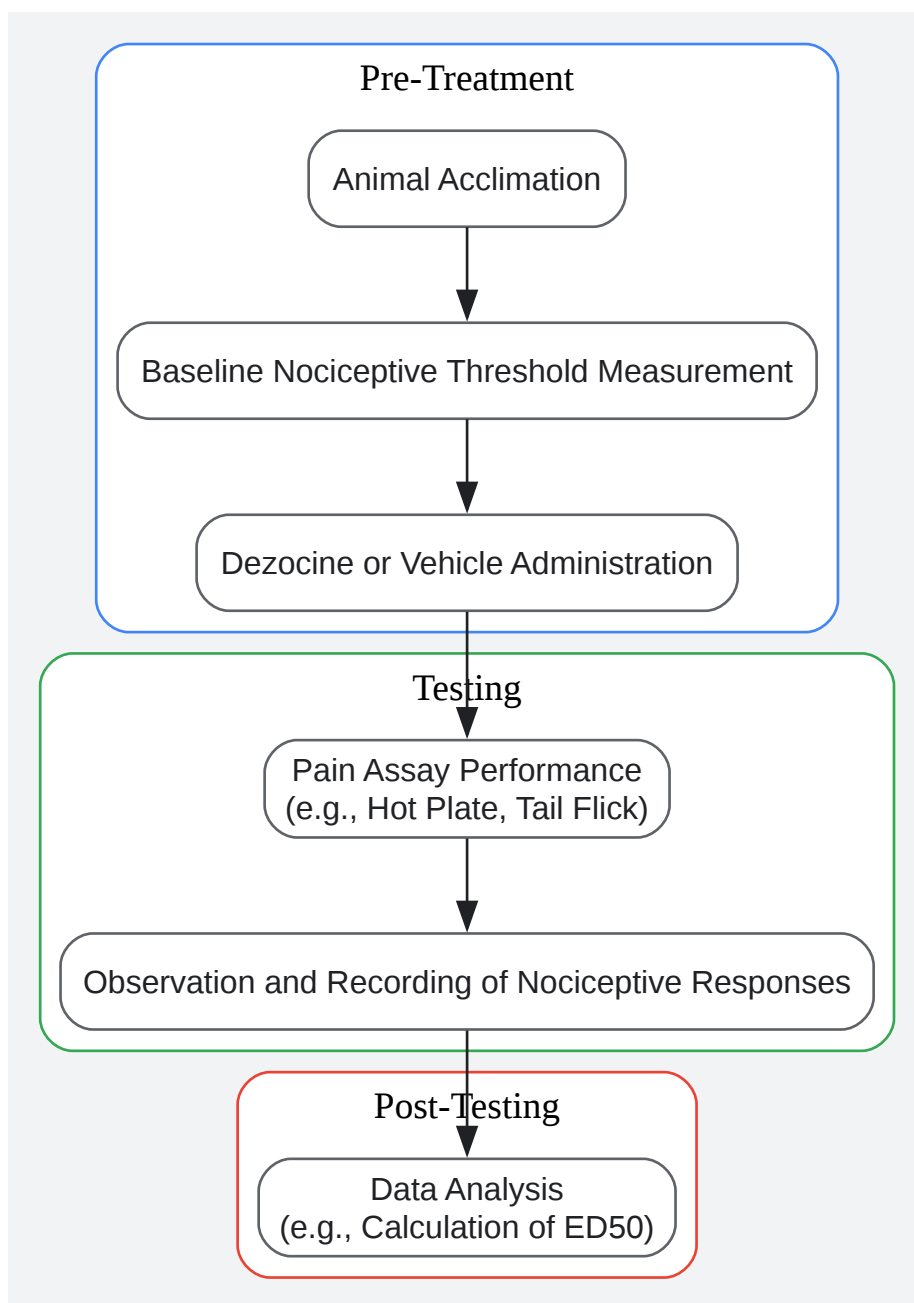 Pre-Treatment
Animal Acclimation
Baseline Nociceptive Threshold Measurement
Dezocine or Vehicle Administration
Testing
Pain Assay Performance
(e.g., Hot Plate, Tail Flick)
Observation and Recording of Nociceptive Responses
Post-Testing
Data Analysis
(e.g., Calculation of ED50)